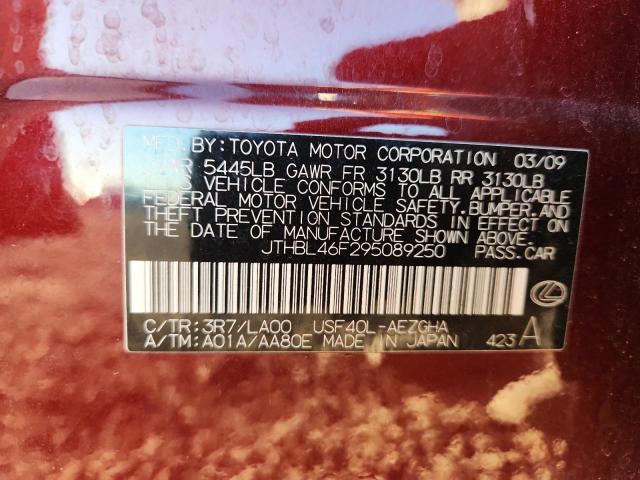 MFD. BY: TOYOTA MOTOR CORPORATION 03/09
5445LB GAWR FR 3130LB RR 3130LB
VEHICLE CONFORMS TO ALL APPLICABLE
FEDERAL MOTOR VEHICLE SAFETY, BUMPER, AND
THEFT PREVENTION STANDARDS IN EFFECT ON
THE DATE OF MANUFACTURE SHOWN ABOVE.
JTHBL46F295089250 PASS.CAR
C/TR:3R7/LA00 USF40L-AEZGHA
A/TM:A01A/AA80E MADE IN JAPAN 423 A